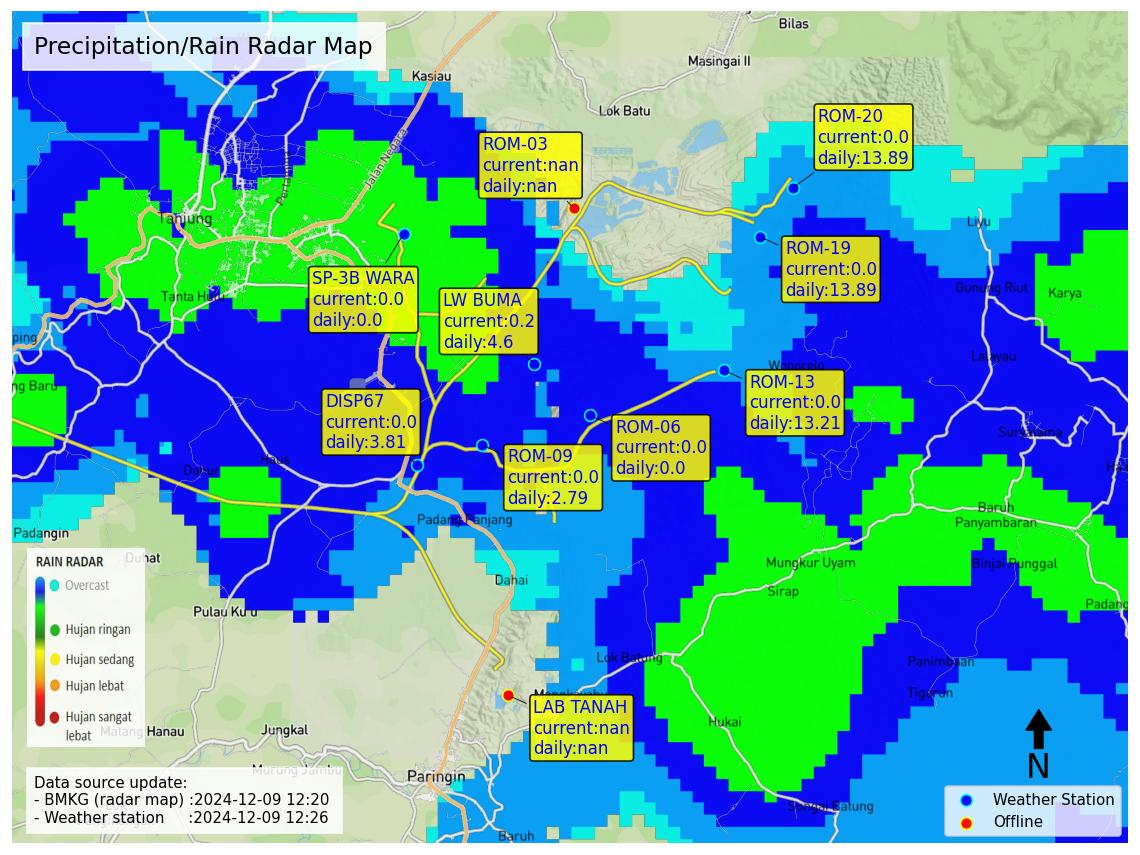 Precipitation/Rain Radar Map
Bilas
Masingai II
Kasiau
Lok Batu
ROM-20
current:0.0
daily:13.89
ROM-03
current:nan
daily:nan
Jalan Negara
Tanjung
Liyu
ROM-19
current:0.0
daily:13.89
SP-3B WARA
current:0.0
daily:0.0
Tanta Hulu
LW BUMA
current:0.2
daily:4.6
Gunung Riut
Karya
ping
Lalayau
Wonorejo
ng Baru
ROM-13
current:0.0
daily:13.21
DISP67
current:0.0
daily:3.81
ROM-06
current:0.0
daily:0.0
ROM-09
current:0.0
daily:2.79
Dahur
Haus
Padang Panjang
Baruh
Panyambaran
Padangin
Duhat
Mungkur Uyam
Binjai Punggal
Dahai
Sirap
Padang
Pulau Ku'u
RAIN RADAR
Overcast
Hujan ringan
Hujan sedang
Hujan lebat
Hujan sangat
lebat
Lok Batung
Panimbaan
Tigarun
LAB TANAH
current:nan
daily:nan
Hukai
Matang Hanau
Jungkal
Murung Jambu
Paringin
Sungai Batung
Baruh
N
Data source update:
- BMKG (radar map) :2024-12-09 12:20
- Weather station :2024-12-09 12:26
Weather Station
Offline